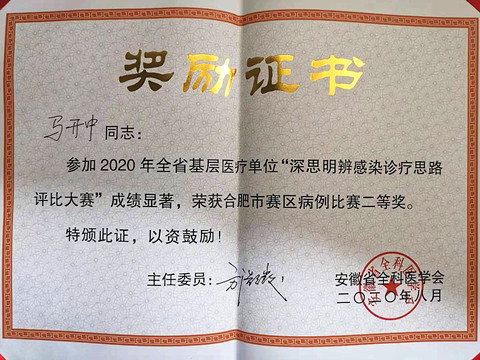 奖励证书
马开中 同志：
参加2020年全省基层医疗单位“深思明辨感染诊疗思路
评比大赛”成绩显著，荣获合肥市赛区病例比赛二等奖。
特颁此证，以资鼓励！
主任委员：
安徽省全科医学会
二〇二〇年八月